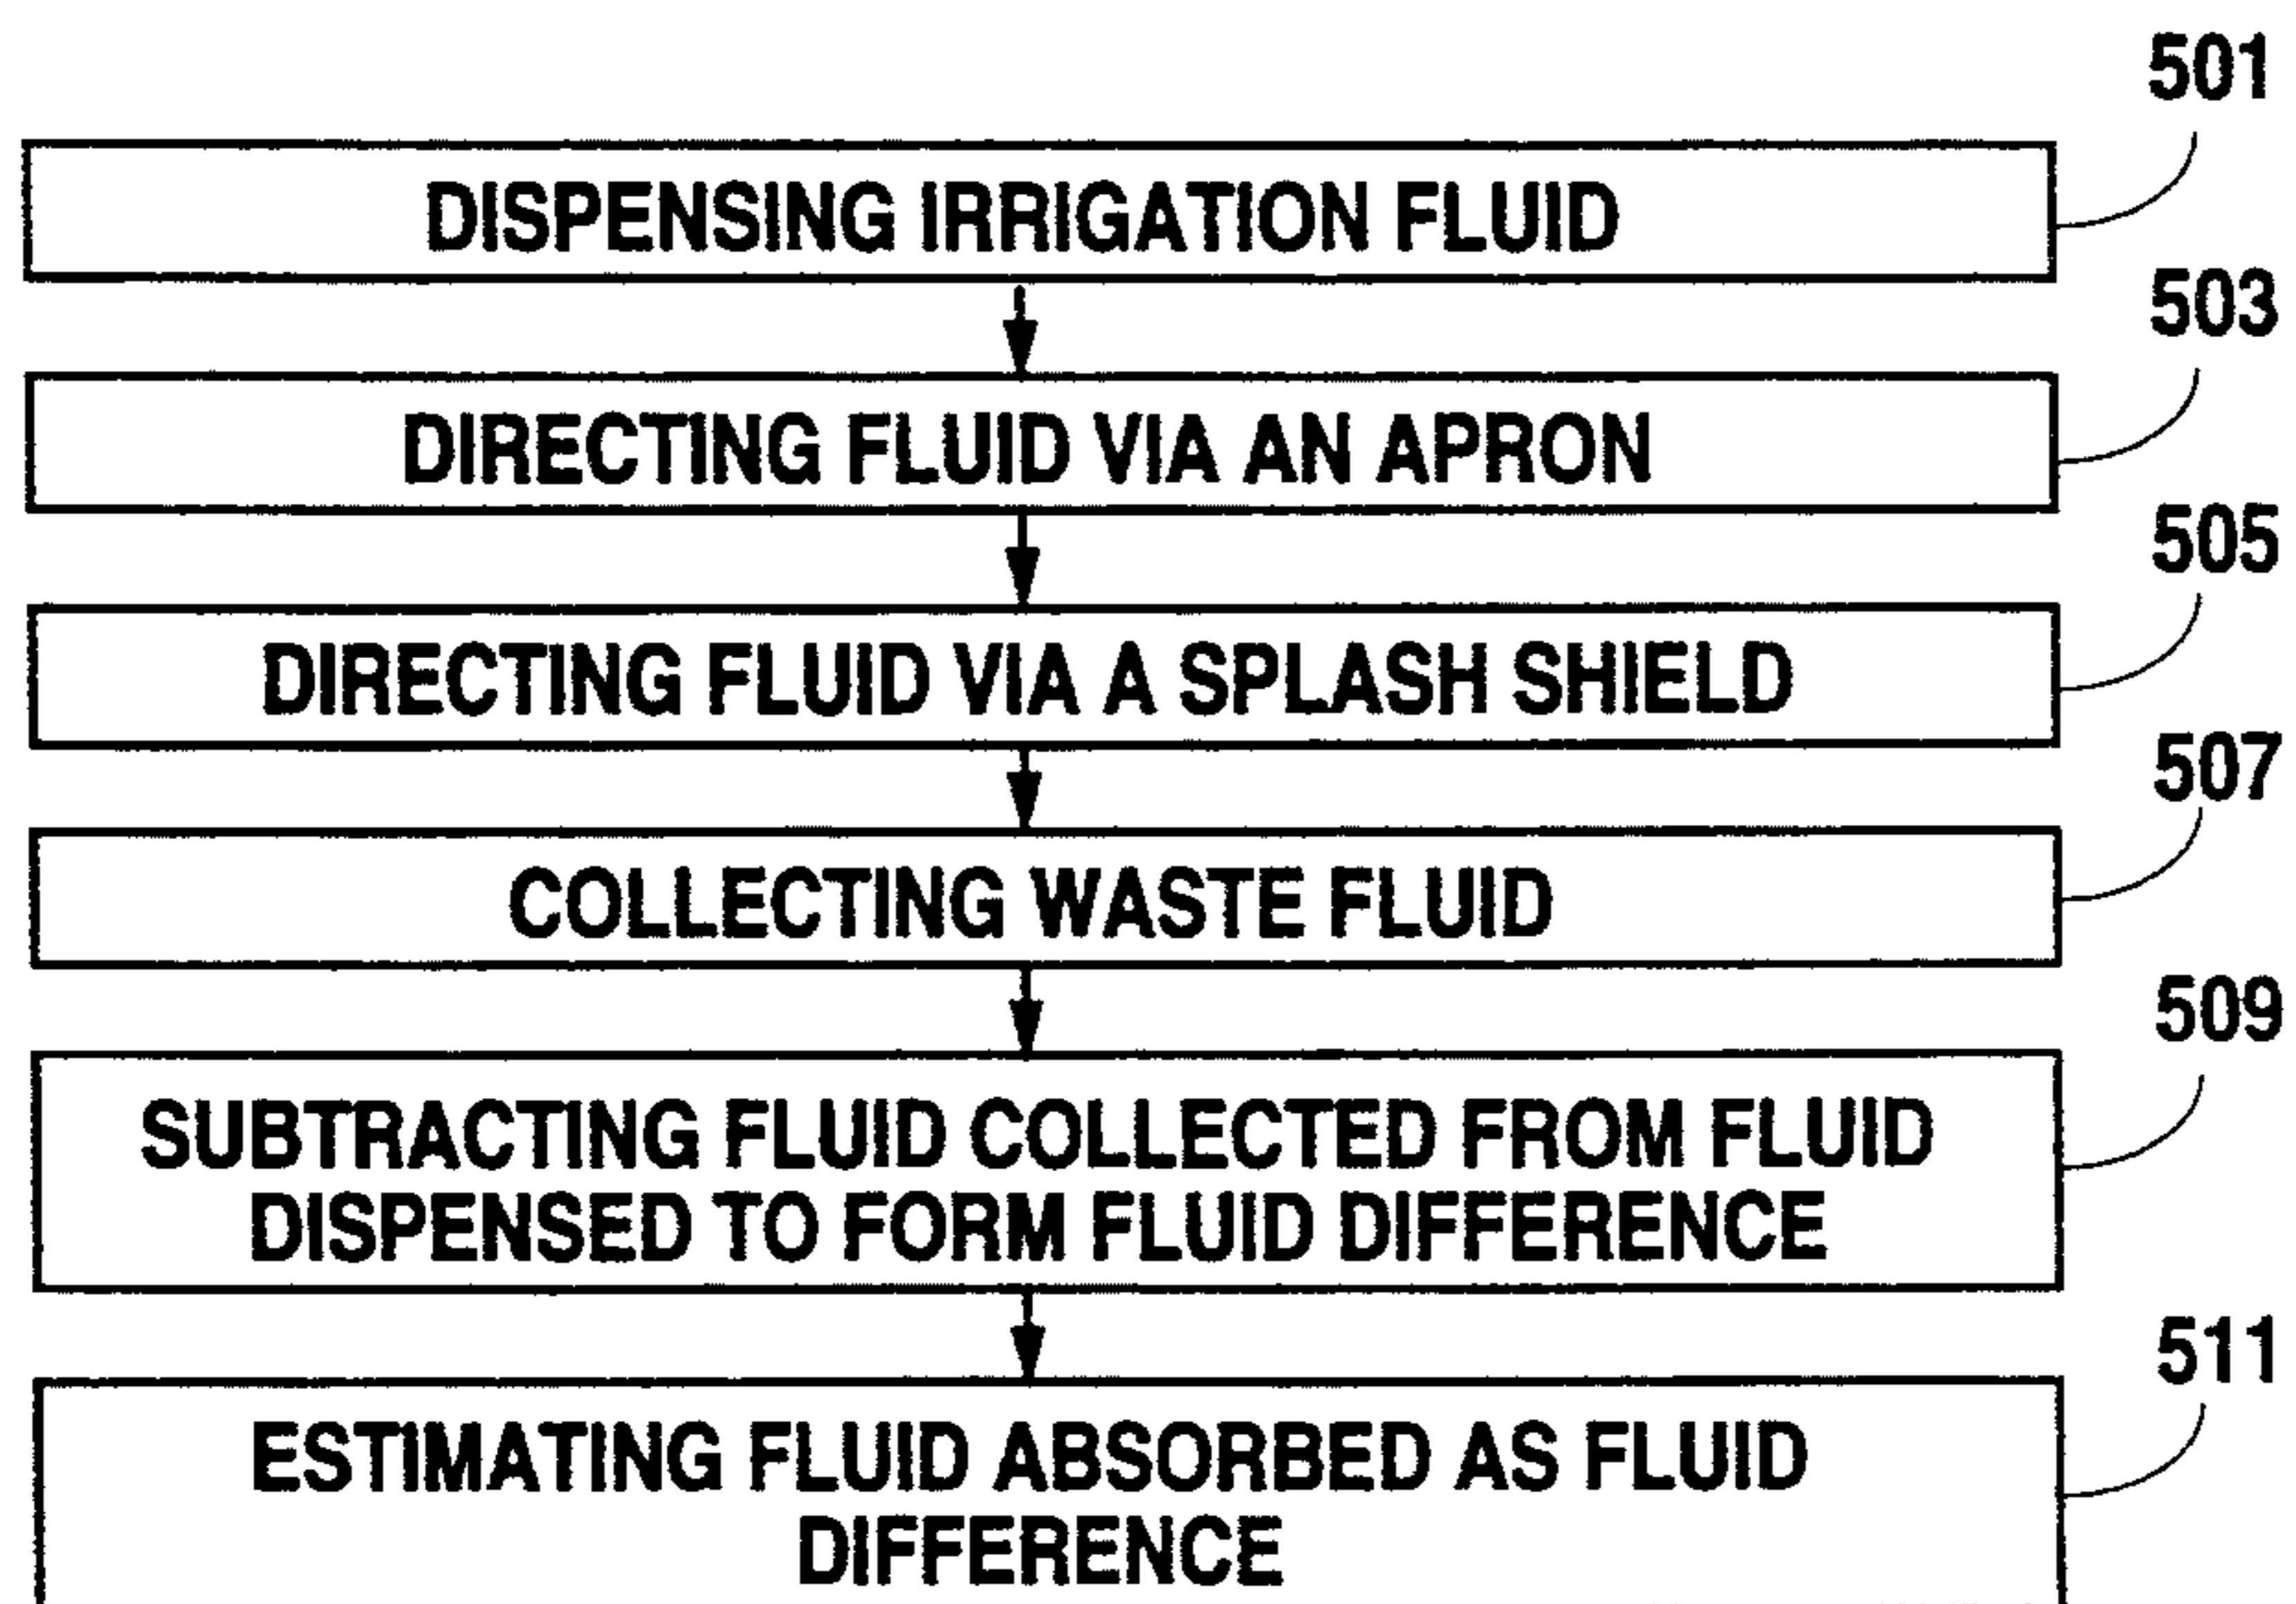 501
DISPENSING IRRIGATION FLUID
503
DIRECTING FLUID VIA AN APRON
505
DIRECTING FLUID VIA A SPLASH SHIELD
507
COLLECTING WASTE FLUID
509
SUBTRACTING FLUID COLLECTED FROM FLUID
DISPENSED TO FORM FLUID DIFFERENCE
511
ESTIMATING FLUID ABSORBED AS FLUID
DIFFERENCE